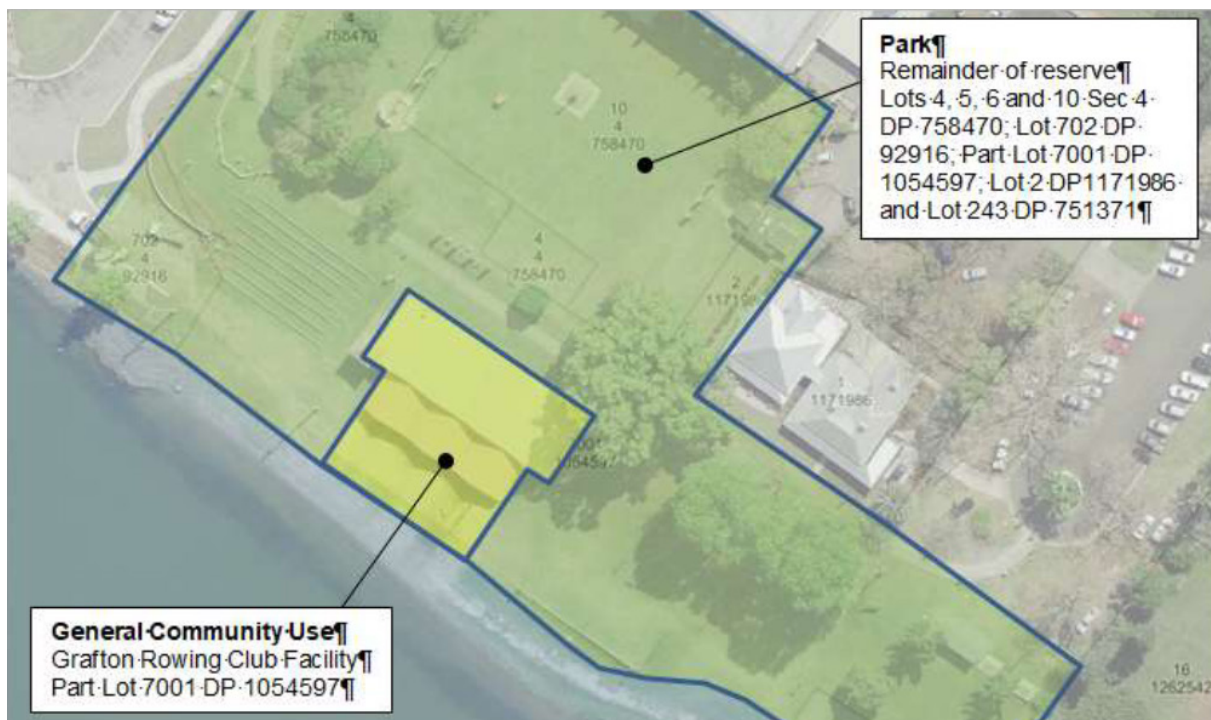 758470
Park¶
Remainder·of·reserve¶
Lots·4,·5,·6·and·10·Sec·4·
DP·758470;·Lot·702·DP·
92916;·Part·Lot·7001·DP·
1054597;·Lot·2·DP1171986·
and·Lot·243·DP·751371¶
10
4
758470
702
4
92916
4
4
758470
2
117198
1
1171986
General·Community·Use¶
Grafton·Rowing·Club·Facility¶
Part·Lot·7001·DP·1054597¶
16
1262542